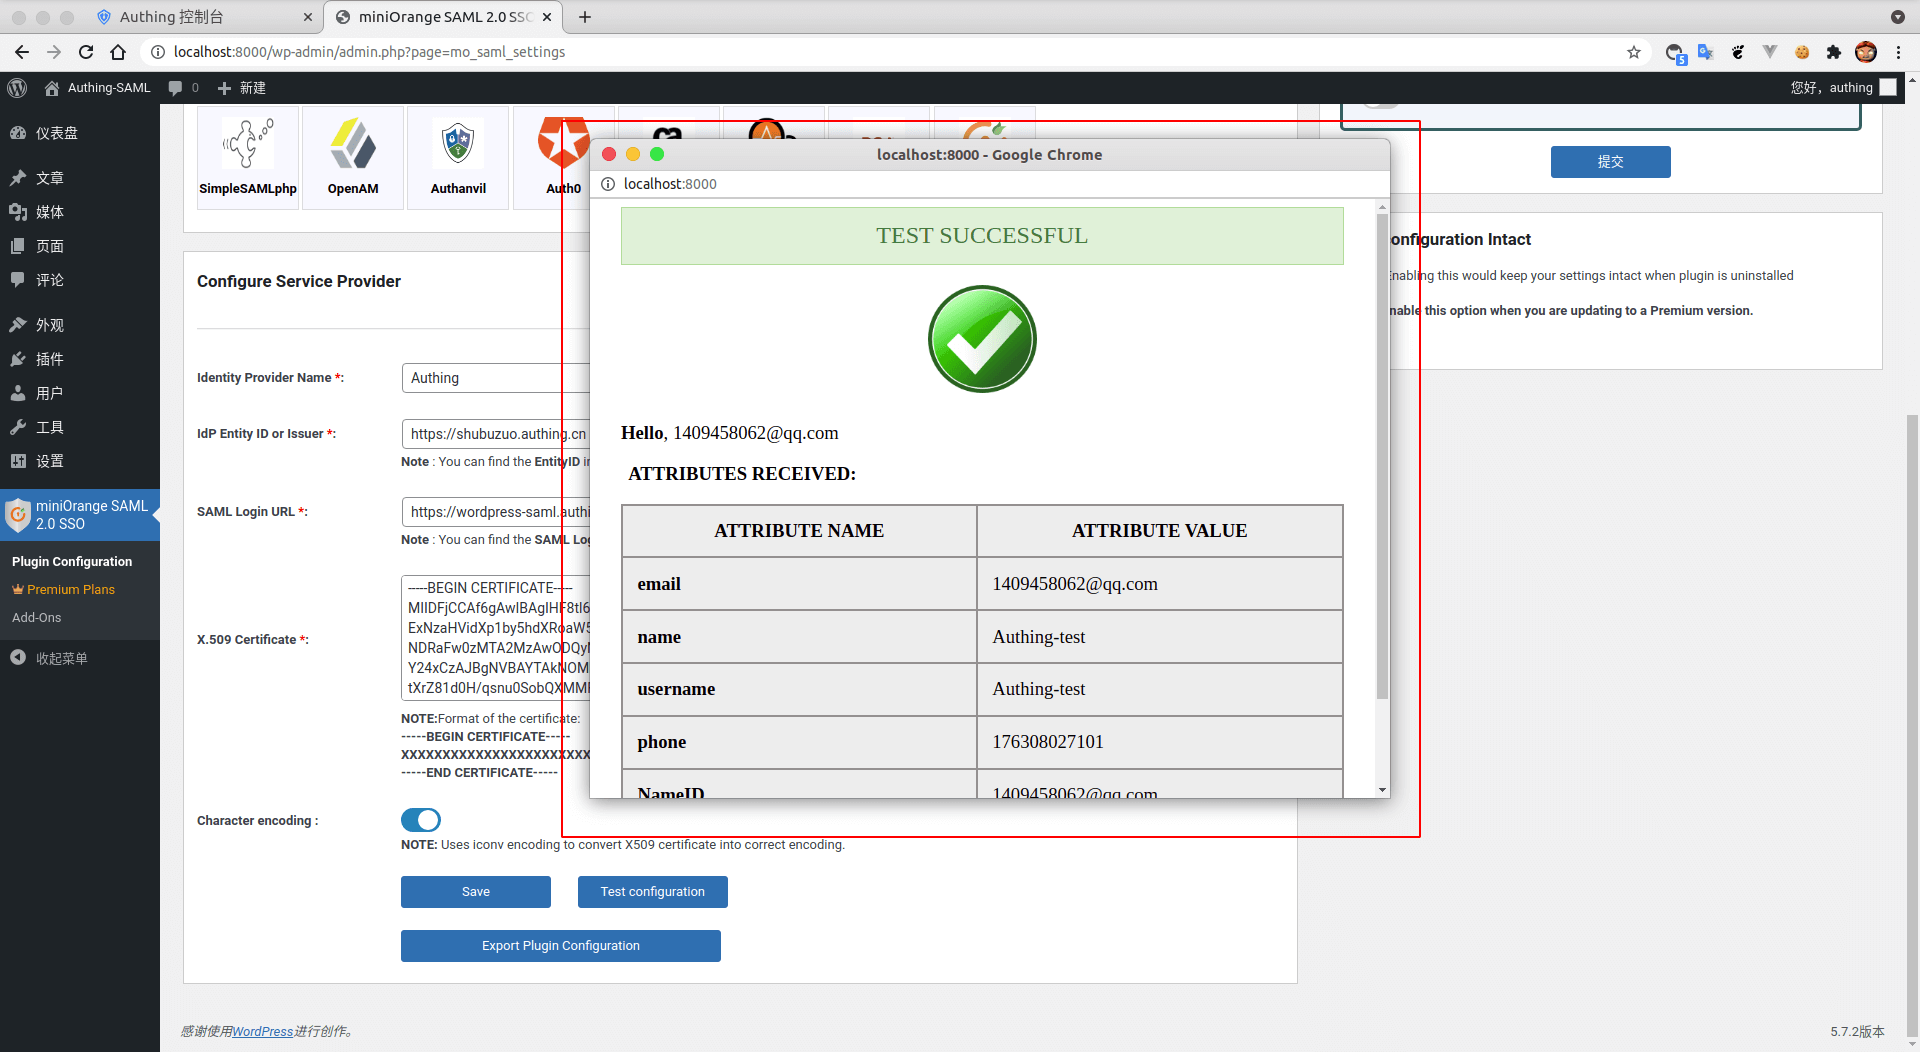 Authing 控制台
miniOrange SAML 2.0 SSO
localhost:8000/wp-admin/admin.php?page=mo_saml_settings
5
Authing-SAML
0
新建
您好，authing
仪表盘
文章
媒体
页面
评论
外观
插件
用户
工具
设置
miniOrange SAML
2.0 SSO
Plugin Configuration
Premium Plans
Add-Ons
收起菜单
SimpleSAMLphp
OpenAM
Authanvil
Auth0
Configure Service Provider
Identity Provider Name *:
Authing
IdP Entity ID or Issuer *:
https://shubuzuo.authing.cn
Note : You can find the EntityID in
SAML Login URL *:
https://wordpress-saml.authi
Note : You can find the SAML Log
X.509 Certificate *:
-----BEGIN CERTIFICATE-----
MIIDFjCCAf6gAwIBAgIHF8tI6
ExNzaHVidXp1by5hdXRoaW5
NDRaFw0zMTA2MzAwODQyN
Y24xCzAJBgNVBAYTAkNOM
tXrZ81d0H/qsnu0SobQXMMI
NOTE:Format of the certificate:
-----BEGIN CERTIFICATE-----
XXXXXXXXXXXXXXXXXXXXXXX
-----END CERTIFICATE-----
Character encoding :
NOTE: Uses iconv encoding to convert X509 certificate into correct encoding.
Save
Test configuration
Export Plugin Configuration
localhost:8000 - Google Chrome
localhost:8000
TEST SUCCESSFUL
Hello, 1409458062@qq.com
ATTRIBUTES RECEIVED:
ATTRIBUTE NAME
ATTRIBUTE VALUE
email
1409458062@qq.com
name
Authing-test
username
Authing-test
phone
176308027101
NameID
1409458062@qq.com
提交
onfiguration Intact
Enabling this would keep your settings intact when plugin is uninstalled
nable this option when you are updating to a Premium version.
感谢使用WordPress进行创作。
5.7.2版本